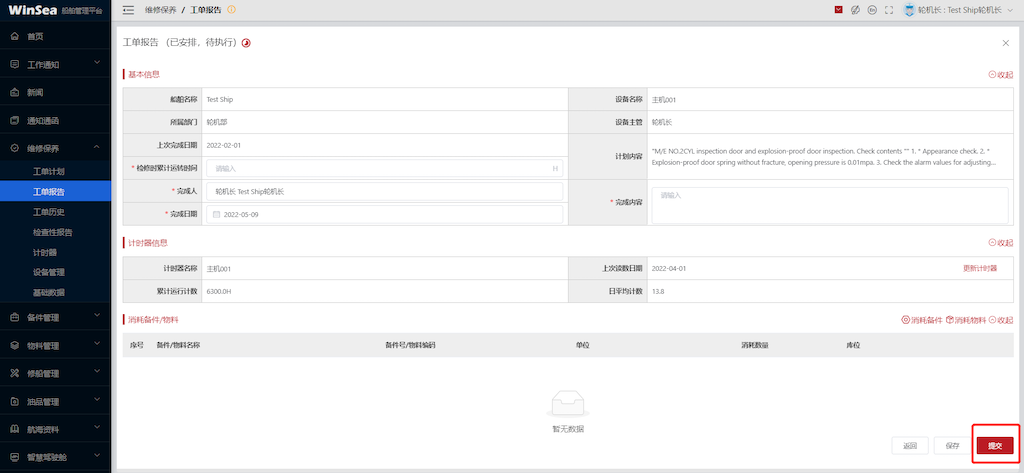 WinSea 船舶管理平台
维修保养 / 工单报告
En
轮机长 : Test Ship轮机长
首页
工作通知
新闻
通知通函
维修保养
工单计划
工单报告
工单历史
检查性报告
计时器
设备管理
基础数据
备件管理
物料管理
修船管理
油品管理
航海资料
智慧驾驶舱
工单报告 (已安排，待执行)
基本信息
收起
船舶名称 Test Ship
设备名称 主机001
所属部门 轮机部
设备主管 轮机长
上次完成日期 2022-02-01
计划内容 "M/E NO.2CYL inspection door and explosion-proof door inspection. Check contents "" 1. * Appearance check. 2. *
Explosion-proof door spring without fracture, opening pressure is 0.01mpa. 3. Check the alarm values for adjusting...
* 检修时累计运转时间 请输入 H
* 完成人 轮机长 Test Ship轮机长
* 完成内容 请输入
* 完成日期 2022-05-09
计时器信息
收起
计时器名称 主机001
上次读数日期 2022-04-01 更新计时器
累计运行计数 6300.0H
日平均计数 13.8
消耗备件/物料
消耗备件 消耗物料 收起
序号 备件/物料名称 备件号/物料编码 单位 消耗数量 库位
暂无数据
返回 保存 提交